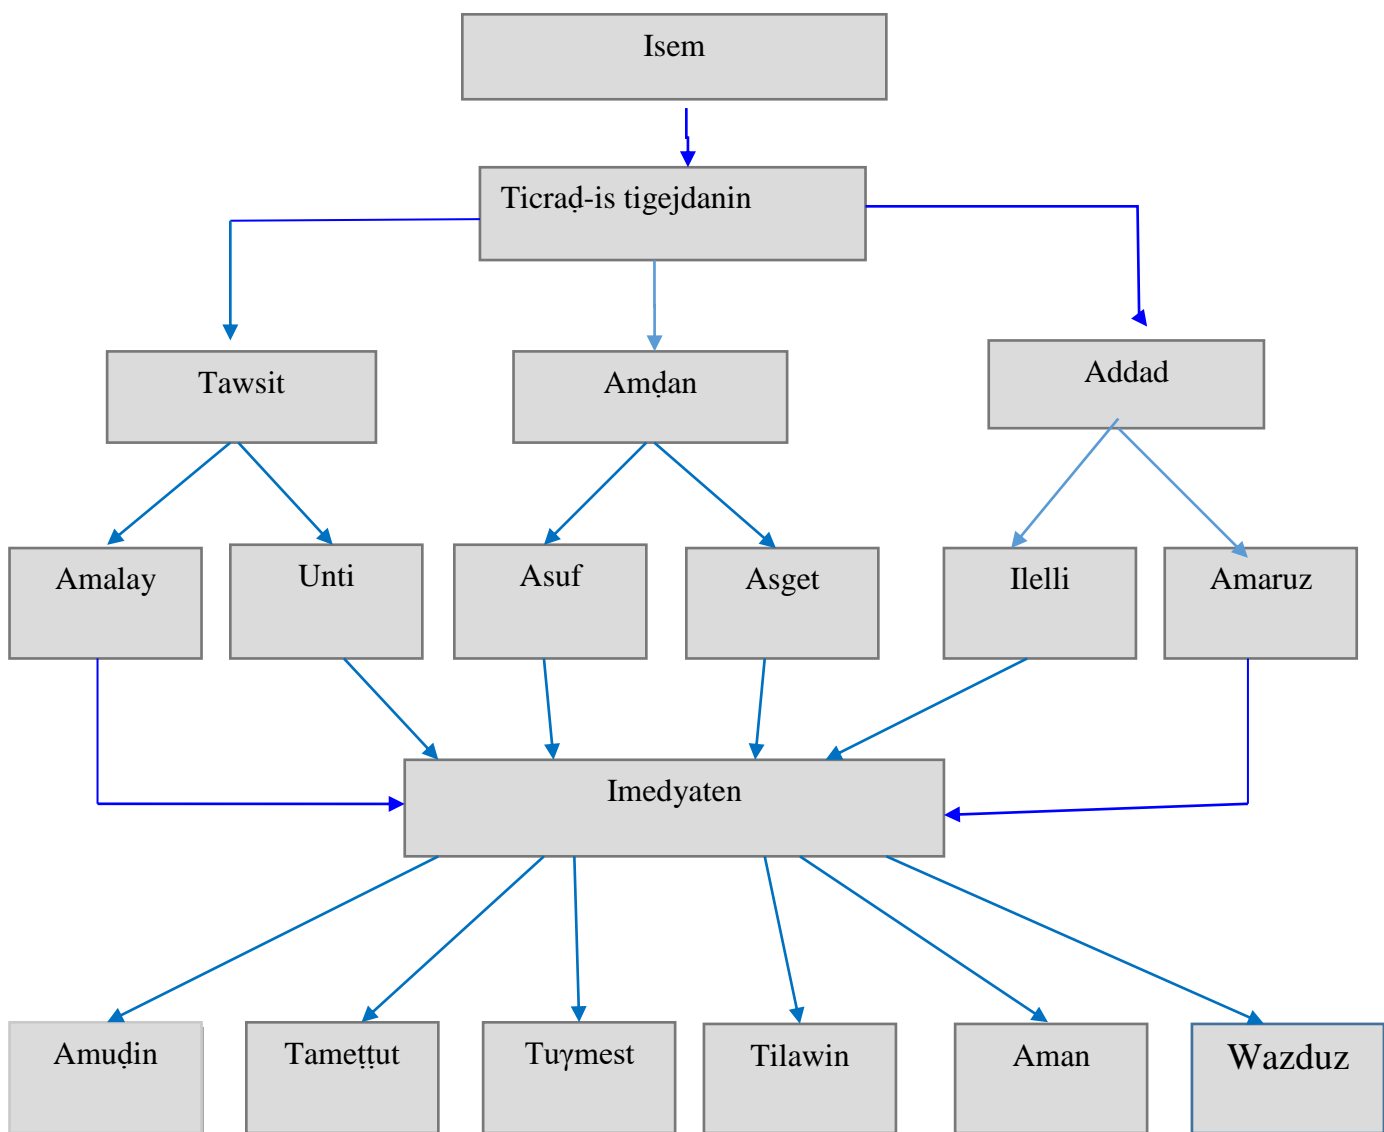 Isem
Ticraḍ-is tigejdanin
Tawsit
Amḍan
Addad
Amalay
Unti
Asuf
Asget
Ilelli
Amaruz
Imedyaten
Amuḍin
Tameṭṭut
Tuγmest
Tilawin
Aman
Wazduz